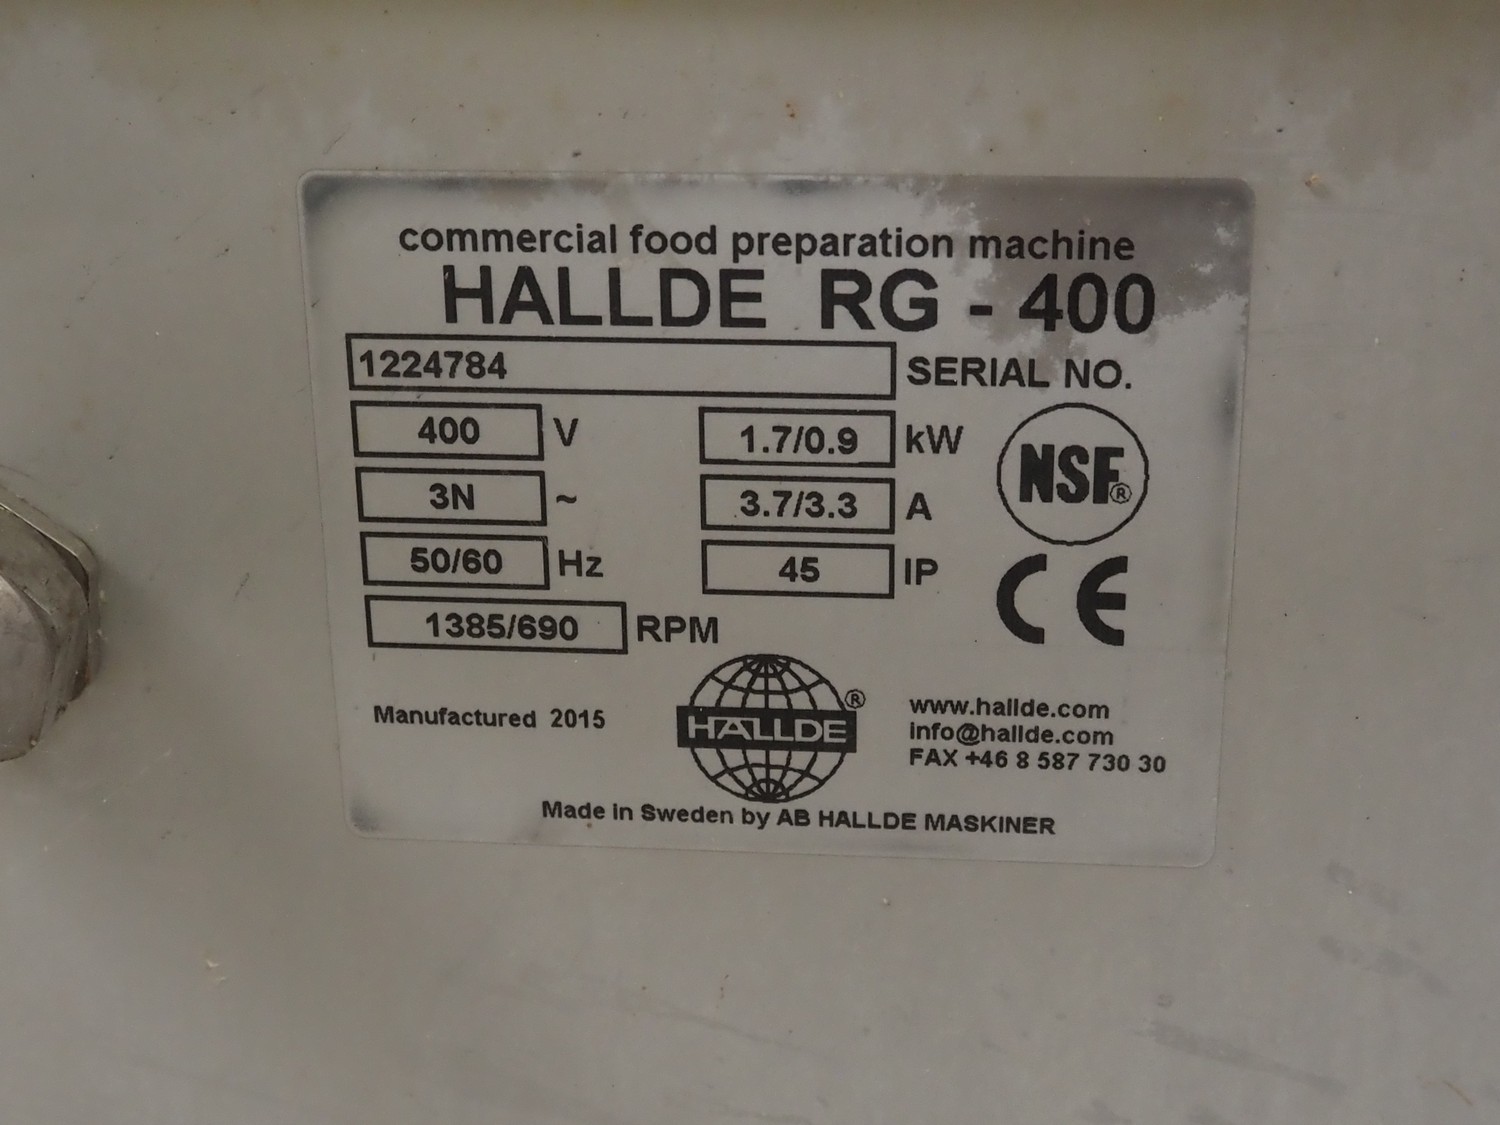 commercial food preparation machine
HALLDE RG - 400
1224784 SERIAL NO.
400 V 1.7/0.9 kW
NSF®
3N ~ 3.7/3.3 A
50/60 Hz 45 IP
CE
1385/690 RPM
Manufactured 2015
HALLDE ®
www.hallde.com
info@hallde.com
FAX +46 8 587 730 30
Made in Sweden by AB HALLDE MASKINER